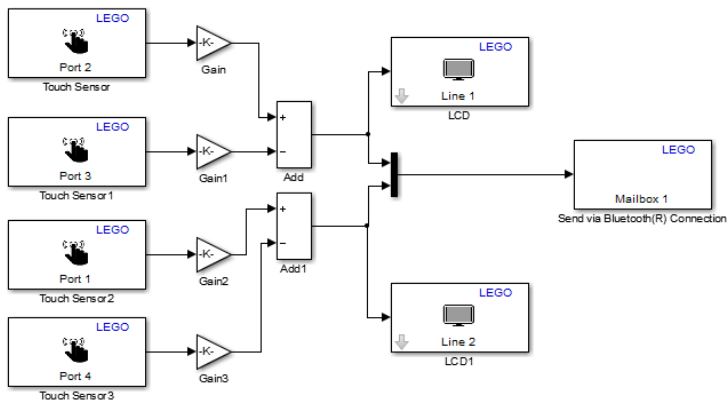 LEGO
Port 2
Touch Sensor
-K-
Gain
LEGO
Port 3
Touch Sensor1
-K-
Gain1
+
−
Add
LEGO
Line 1
LCD
LEGO
Mailbox 1
Send via Bluetooth(R) Connection
LEGO
Port 1
Touch Sensor2
-K-
Gain2
+
−
Add1
LEGO
Port 4
Touch Sensor3
-K-
Gain3
LEGO
Line 2
LCD1